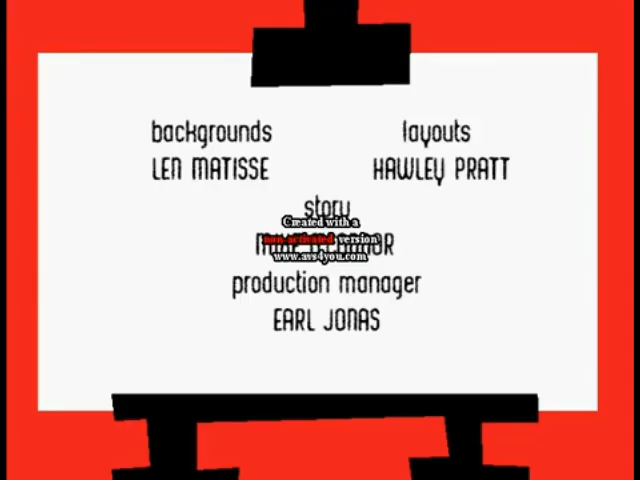 backgrounds layouts
LEN MATISSE HAWLEY PRATT
story
Created with a
non-activated version
www.avs4you.com
production manager
EARL JONAS